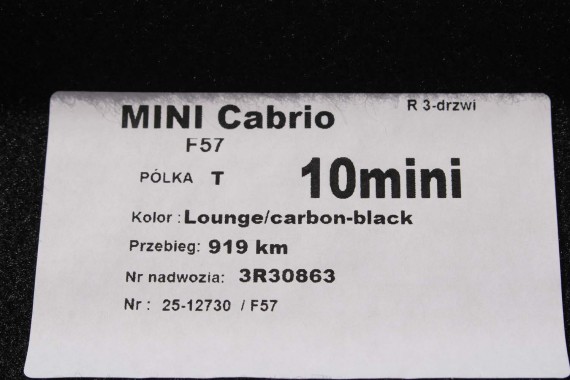 R 3-drzwi
MINI Cabrio
F57
PÓLKA T 10mini
Kolor : Lounge/carbon-black
Przebieg: 919 km
Nr nadwozia: 3R30863
Nr : 25-12730 / F57